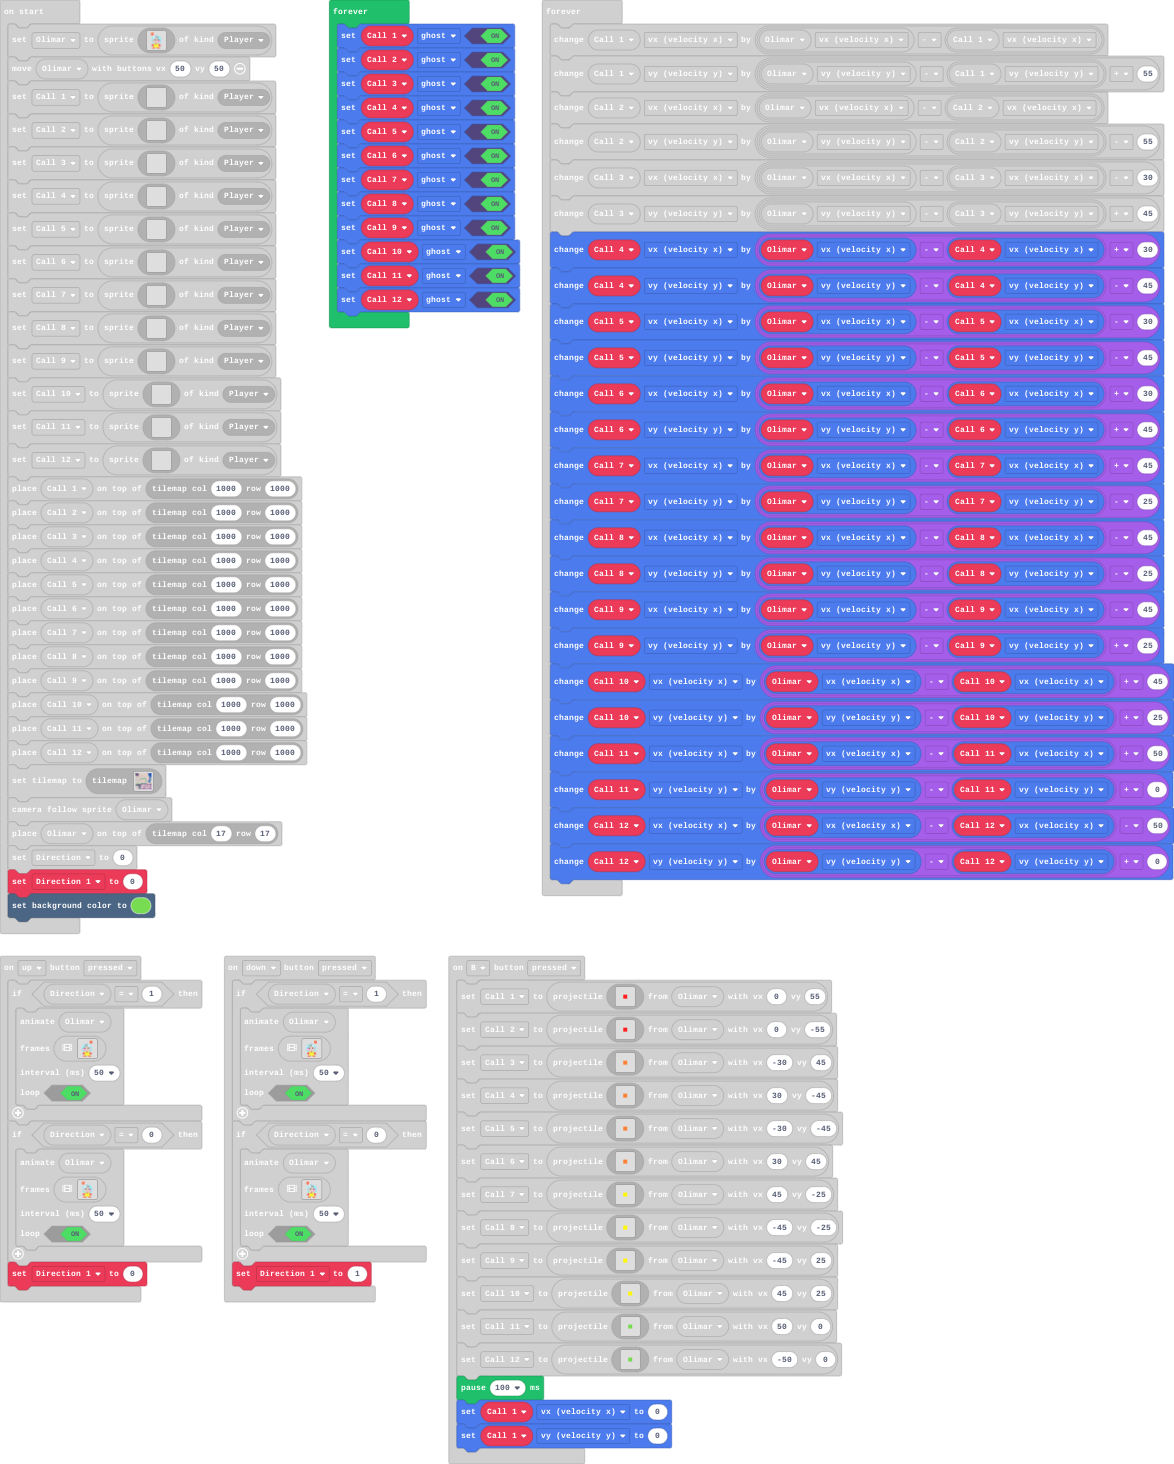 on start
set Olimar to sprite of kind Player
move Olimar with buttons vx 50 vy 50
set Call 1 to sprite of kind Player
set Call 2 to sprite of kind Player
set Call 3 to sprite of kind Player
set Call 4 to sprite of kind Player
set Call 5 to sprite of kind Player
set Call 6 to sprite of kind Player
set Call 7 to sprite of kind Player
set Call 8 to sprite of kind Player
set Call 9 to sprite of kind Player
set Call 10 to sprite of kind Player
set Call 11 to sprite of kind Player
set Call 12 to sprite of kind Player
place Call 1 on top of tilemap col 1000 row 1000
place Call 2 on top of tilemap col 1000 row 1000
place Call 3 on top of tilemap col 1000 row 1000
place Call 4 on top of tilemap col 1000 row 1000
place Call 5 on top of tilemap col 1000 row 1000
place Call 6 on top of tilemap col 1000 row 1000
place Call 7 on top of tilemap col 1000 row 1000
place Call 8 on top of tilemap col 1000 row 1000
place Call 9 on top of tilemap col 1000 row 1000
place Call 10 on top of tilemap col 1000 row 1000
place Call 11 on top of tilemap col 1000 row 1000
place Call 12 on top of tilemap col 1000 row 1000
set tilemap to tilemap
camera follow sprite Olimar
place Olimar on top of tilemap col 17 row 17
set Direction to 0
set Direction 1 to 0
set background color to
forever
set Call 1 ghost ON
set Call 2 ghost ON
set Call 3 ghost ON
set Call 4 ghost ON
set Call 5 ghost ON
set Call 6 ghost ON
set Call 7 ghost ON
set Call 8 ghost ON
set Call 9 ghost ON
set Call 10 ghost ON
set Call 11 ghost ON
set Call 12 ghost ON
forever
change Call 1 vx (velocity x) by Olimar vx (velocity x) - Call 1 vx (velocity x)
change Call 1 vy (velocity y) by Olimar vy (velocity y) - Call 1 vy (velocity y) + 55
change Call 2 vx (velocity x) by Olimar vx (velocity x) - Call 2 vx (velocity x)
change Call 2 vy (velocity y) by Olimar vy (velocity y) - Call 2 vy (velocity y) - 55
change Call 3 vx (velocity x) by Olimar vx (velocity x) - Call 3 vx (velocity x) - 30
change Call 3 vy (velocity y) by Olimar vy (velocity y) - Call 3 vy (velocity y) + 45
change Call 4 vx (velocity x) by Olimar vx (velocity x) - Call 4 vx (velocity x) + 30
change Call 4 vy (velocity y) by Olimar vy (velocity y) - Call 4 vy (velocity y) - 45
change Call 5 vx (velocity x) by Olimar vx (velocity x) - Call 5 vx (velocity x) - 30
change Call 5 vy (velocity y) by Olimar vy (velocity y) - Call 5 vy (velocity y) - 45
change Call 6 vx (velocity x) by Olimar vx (velocity x) - Call 6 vx (velocity x) + 30
change Call 6 vy (velocity y) by Olimar vy (velocity y) - Call 6 vy (velocity y) + 45
change Call 7 vx (velocity x) by Olimar vx (velocity x) - Call 7 vx (velocity x) + 45
change Call 7 vy (velocity y) by Olimar vy (velocity y) - Call 7 vy (velocity y) - 25
change Call 8 vx (velocity x) by Olimar vx (velocity x) - Call 8 vx (velocity x) - 45
change Call 8 vy (velocity y) by Olimar vy (velocity y) - Call 8 vy (velocity y) - 25
change Call 9 vx (velocity x) by Olimar vx (velocity x) - Call 9 vx (velocity x) - 45
change Call 9 vy (velocity y) by Olimar vy (velocity y) - Call 9 vy (velocity y) + 25
change Call 10 vx (velocity x) by Olimar vx (velocity x) - Call 10 vx (velocity x) + 45
change Call 10 vy (velocity y) by Olimar vy (velocity y) - Call 10 vy (velocity y) + 25
change Call 11 vx (velocity x) by Olimar vx (velocity x) - Call 11 vx (velocity x) + 50
change Call 11 vy (velocity y) by Olimar vy (velocity y) - Call 11 vy (velocity y) + 0
change Call 12 vx (velocity x) by Olimar vx (velocity x) - Call 12 vx (velocity x) - 50
change Call 12 vy (velocity y) by Olimar vy (velocity y) - Call 12 vy (velocity y) + 0
on up button pressed
if Direction = 1 then
animate Olimar
frames
interval (ms) 50
loop ON
if Direction = 0 then
animate Olimar
frames
interval (ms) 50
loop ON
set Direction 1 to 0
on down button pressed
if Direction = 1 then
animate Olimar
frames
interval (ms) 50
loop ON
if Direction = 0 then
animate Olimar
frames
interval (ms) 50
loop ON
set Direction 1 to 1
on B button pressed
set Call 1 to projectile from Olimar with vx 0 vy 55
set Call 2 to projectile from Olimar with vx 0 vy -55
set Call 3 to projectile from Olimar with vx -30 vy 45
set Call 4 to projectile from Olimar with vx 30 vy -45
set Call 5 to projectile from Olimar with vx -30 vy -45
set Call 6 to projectile from Olimar with vx 30 vy 45
set Call 7 to projectile from Olimar with vx 45 vy -25
set Call 8 to projectile from Olimar with vx -45 vy -25
set Call 9 to projectile from Olimar with vx -45 vy 25
set Call 10 to projectile from Olimar with vx 45 vy 25
set Call 11 to projectile from Olimar with vx 50 vy 0
set Call 12 to projectile from Olimar with vx -50 vy 0
pause 100 ms
set Call 1 vx (velocity x) to 0
set Call 1 vy (velocity y) to 0